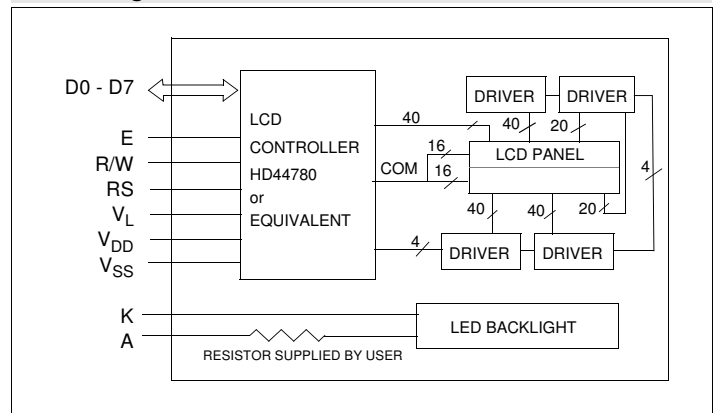 D0 - D7
E
R/W
RS
VL
VDD
VSS
K
A
LCD
CONTROLLER
HD44780
or
EQUIVALENT
40
COM
16
16
4
DRIVER
DRIVER
40
20
LCD PANEL
4
40
40
20
DRIVER
DRIVER
LED BACKLIGHT
RESISTOR SUPPLIED BY USER